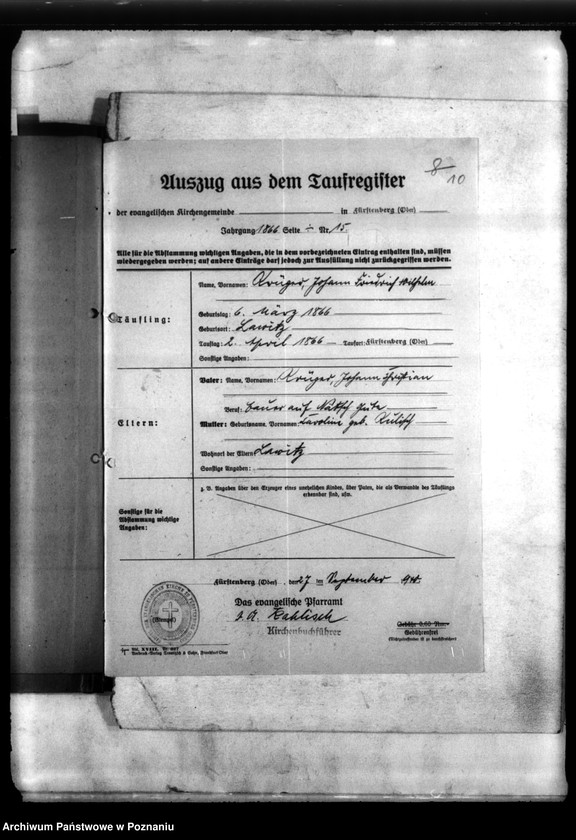 8
10
Auszug aus dem Taufregister
der evangelischen Kirchengemeinde in Fürstenberg (Oder)
Jahrgang 1866 Seite ÷ Nr. 15.
Alle für die Abstammung wichtigen Angaben, die in dem vorbezeichneten Eintrag enthalten sind, müssen
wiedergegeben werden; auf andere Einträge darf jedoch zur Ausfüllung nicht zurückgegriffen werden.
Täufling:
Name, Vornamen: Krüger, Johann Friedrich Wilhelm
Geburtstag: 6. März 1866
Geburtsort: Lawitz
Tauftag: 2. April 1866 Taufort: Fürstenberg (Oder)
Sonstige Angaben:
Eltern:
Vater: Name, Vornamen: Krüger, Johann Christian
Beruf: Bauer auf
Mutter: Geburtsname, Vornamen: Caroline geb.
Wohnort der Eltern: Lawitz
Sonstige Angaben:
Sonstige für die
Abstammung wichtige
Angaben:
z. B. Angaben über den Erzeuger eines unehelichen Kindes, über Paten, die als Verwandte des Täuflings
erkennbar sind, usw.
Fürstenberg (Oder), den 27 ten September
Das evangelische Pfarramt
(Stempel)
Kirchenbuchführer
Gebührenfrei
Archiwum Państwowe w Poznaniu